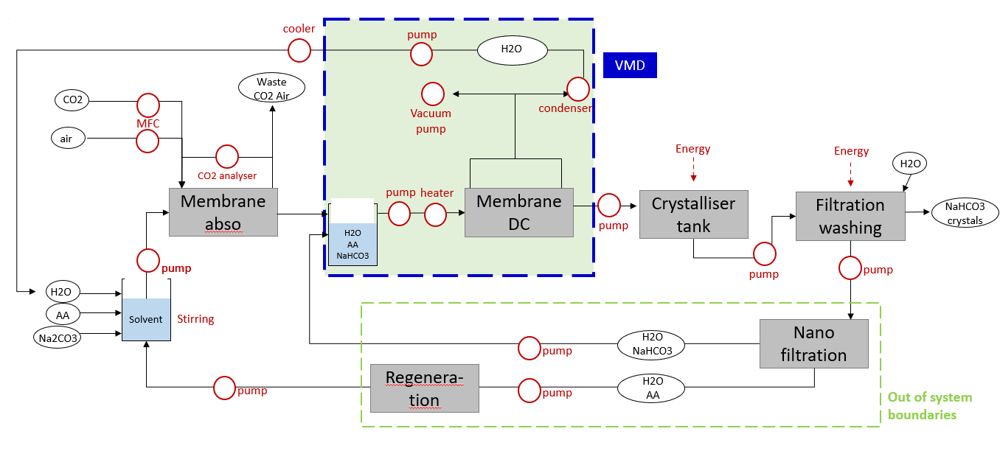 cooler
pump
H2O
VMD
Waste
CO2 Air
CO2
MFC
air
Vacuum
pump
condenser
CO2 analyser
Energy
Energy
H2O
Membrane
abso
pump
heater
Membrane
DC
pump
Crystalliser
tank
Filtration
washing
NaHCO3
crystals
H2O
AA
NaHCO3
pump
pump
pump
H2O
AA
Na2CO3
Solvent
Stirring
H2O
NaHCO3
pump
Nano
filtration
Regenera-
tion
pump
H2O
AA
pump
Out of system
boundaries